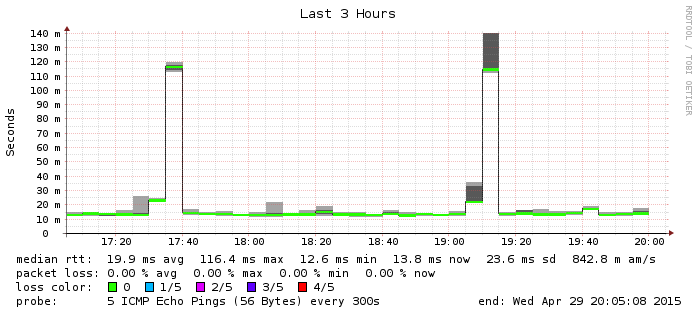 Last 3 Hours
RRDTOOL / TOBI OETIKER
Seconds
140 m
130 m
120 m
110 m
100 m
90 m
80 m
70 m
60 m
50 m
40 m
30 m
20 m
10 m
0
17:20 17:40 18:00 18:20 18:40 19:00 19:20 19:40 20:00
median rtt: 19.9 ms avg 116.4 ms max 12.6 ms min 13.8 ms now 23.6 ms sd 842.8 m am/s
packet loss: 0.00 % avg 0.00 % max 0.00 % min 0.00 % now
loss color: 0 1/5 2/5 3/5 4/5
probe: 5 ICMP Echo Pings (56 Bytes) every 300s end: Wed Apr 29 20:05:08 2015